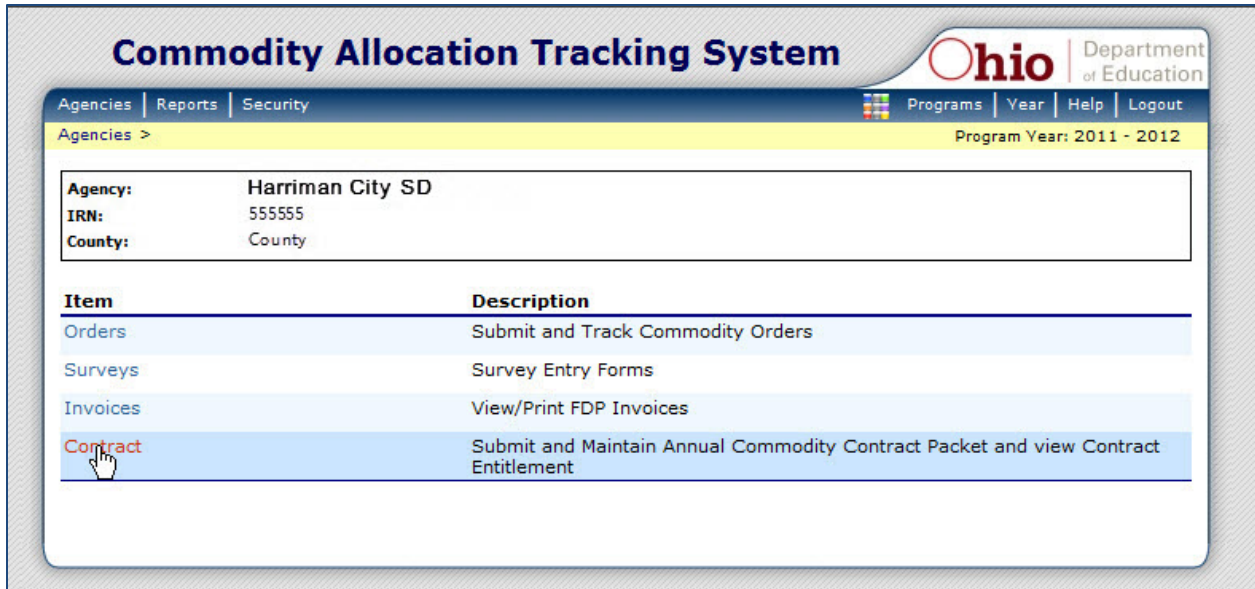 Commodity Allocation Tracking System
Ohio Department of Education
Agencies Reports Security Programs Year Help Logout
Agencies > Program Year: 2011 - 2012
Agency: Harriman City SD
IRN: 555555
County: County
Item Description
Orders Submit and Track Commodity Orders
Surveys Survey Entry Forms
Invoices View/Print FDP Invoices
Contract Submit and Maintain Annual Commodity Contract Packet and view Contract
Entitlement